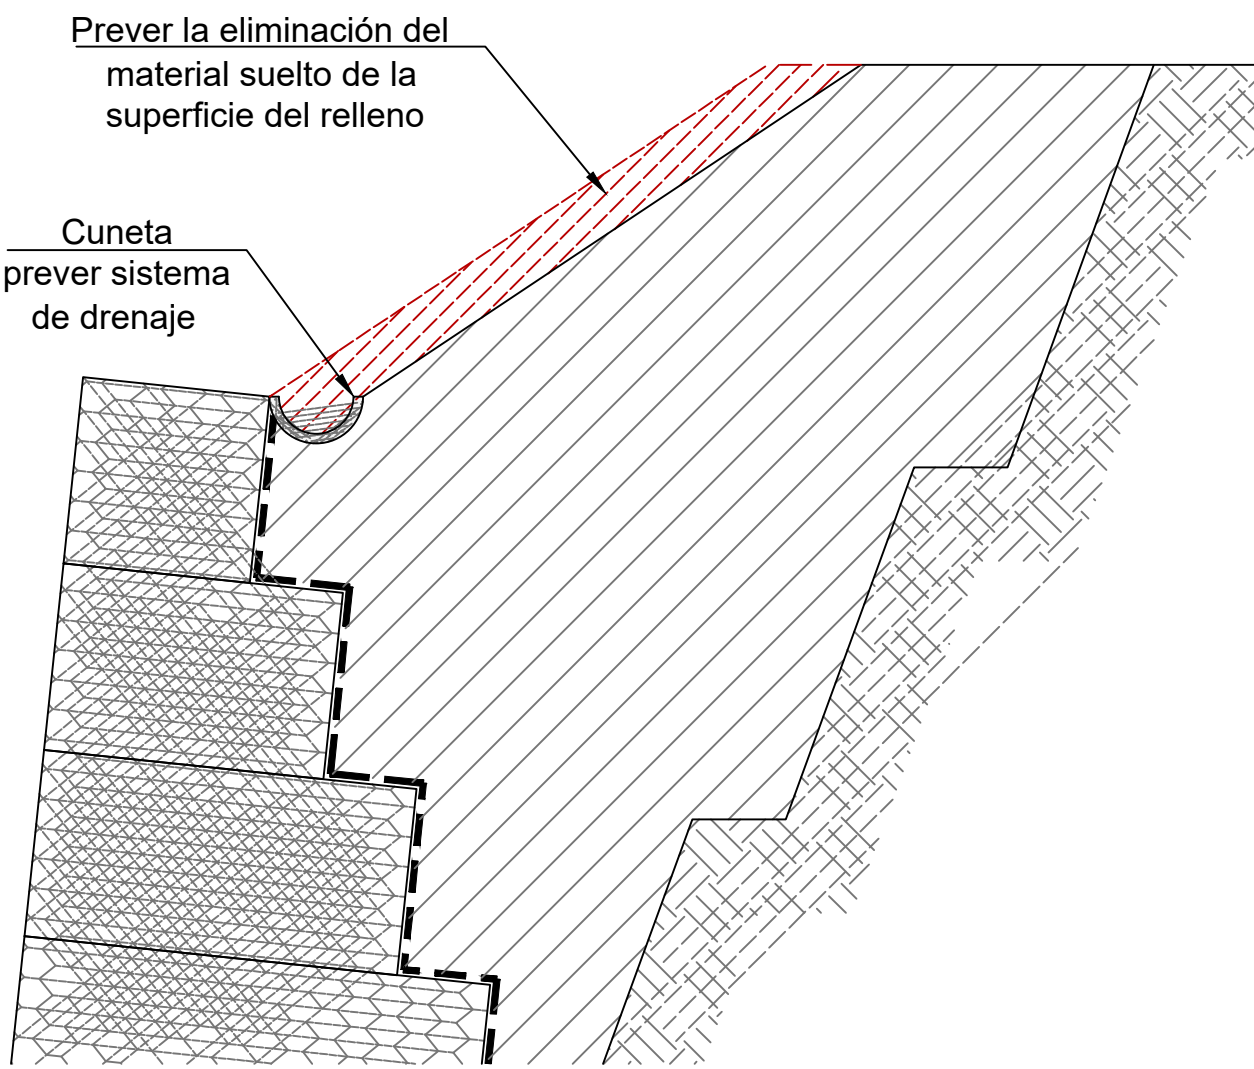 Prever la eliminación del
material suelto de la
superficie del relleno
Cuneta
prever sistema
de drenaje